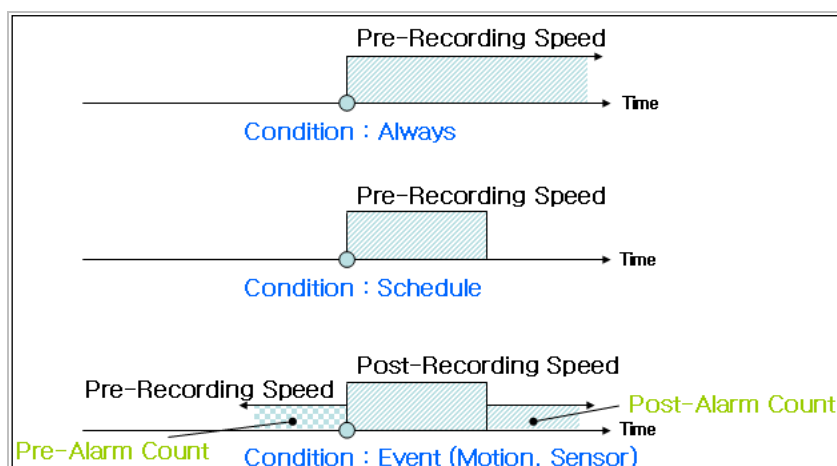 Pre-Recording Speed
Time
Condition : Always
Pre-Recording Speed
Time
Condition : Schedule
Post-Recording Speed
Pre-Recording Speed
Post-Alarm Count
Time
Pre-Alarm Count
Condition : Event (Motion, Sensor)